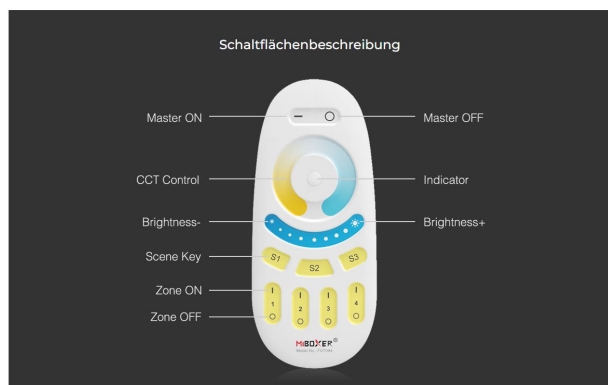 Schaltflächenbeschreibung
Master ON
Master OFF
CCT Control
Indicator
Brightness-
Brightness+
Scene Key
S1
S2
S3
Zone ON
1
2
3
4
Zone OFF
MiBOXER®